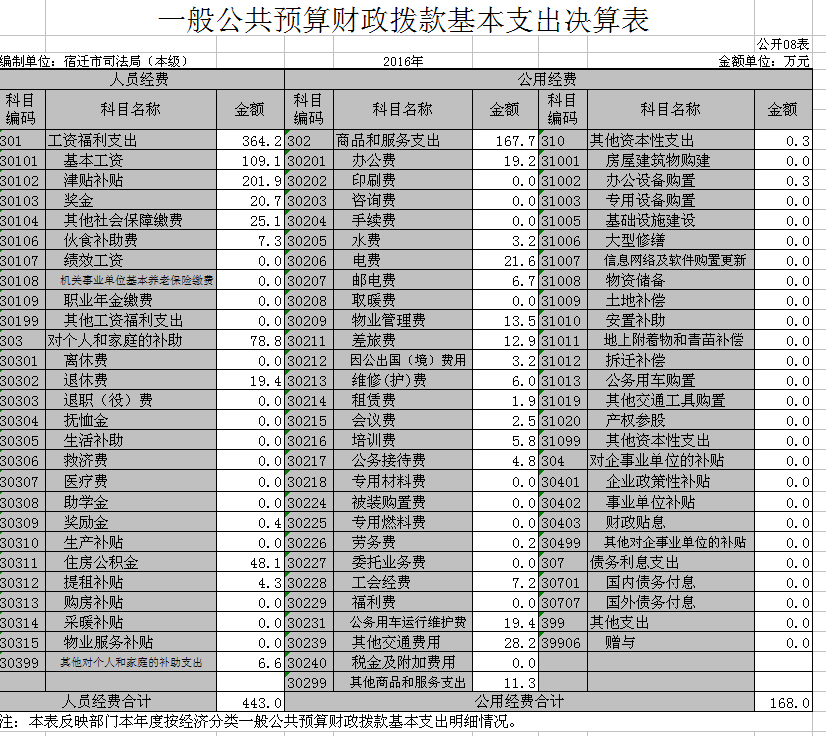 一般公共预算财政拨款基本支出决算表
公开08表
编制单位：宿迁市司法局（本级） 2016年 金额单位：万元
人员经费 公用经费
科目编码 科目名称 金额 科目编码 科目名称 金额 科目编码 科目名称 金额
301 工资福利支出 364.2 302 商品和服务支出 167.7 310 其他资本性支出 0.3
30101 基本工资 109.1 30201 办公费 19.2 31001 房屋建筑物购建 0.0
30102 津贴补贴 201.9 30202 印刷费 0.0 31002 办公设备购置 0.3
30103 奖金 20.7 30203 咨询费 0.0 31003 专用设备购置 0.0
30104 其他社会保障缴费 25.1 30204 手续费 0.0 31005 基础设施建设 0.0
30106 伙食补助费 7.3 30205 水费 3.2 31006 大型修缮 0.0
30107 绩效工资 0.0 30206 电费 21.6 31007 信息网络及软件购置更新 0.0
30108 机关事业单位基本养老保险缴费 0.0 30207 邮电费 6.7 31008 物资储备 0.0
30109 职业年金缴费 0.0 30208 取暖费 0.0 31009 土地补偿 0.0
30199 其他工资福利支出 0.0 30209 物业管理费 13.5 31010 安置补助 0.0
303 对个人和家庭的补助 78.8 30211 差旅费 12.9 31011 地上附着物和青苗补偿 0.0
30301 离休费 0.0 30212 因公出国（境）费用 3.2 31012 拆迁补偿 0.0
30302 退休费 19.4 30213 维修(护)费 6.0 31013 公务用车购置 0.0
30303 退职（役）费 0.0 30214 租赁费 1.9 31019 其他交通工具购置 0.0
30304 抚恤金 0.0 30215 会议费 2.5 31020 产权参股 0.0
30305 生活补助 0.0 30216 培训费 5.8 31099 其他资本性支出 0.0
30306 救济费 0.0 30217 公务接待费 4.8 304 对企事业单位的补贴 0.0
30307 医疗费 0.0 30218 专用材料费 0.0 30401 企业政策性补贴 0.0
30308 助学金 0.0 30224 被装购置费 0.0 30402 事业单位补贴 0.0
30309 奖励金 0.4 30225 专用燃料费 0.0 30403 财政贴息 0.0
30310 生产补贴 0.0 30226 劳务费 0.2 30499 其他对企事业单位的补贴 0.0
30311 住房公积金 48.1 30227 委托业务费 0.0 307 债务利息支出 0.0
30312 提租补贴 4.3 30228 工会经费 7.2 30701 国内债务付息 0.0
30313 购房补贴 0.0 30229 福利费 0.0 30707 国外债务付息 0.0
30314 采暖补贴 0.0 30231 公务用车运行维护费 19.4 399 其他支出 0.0
30315 物业服务补贴 0.0 30239 其他交通费用 28.2 39906 赠与 0.0
30399 其他对个人和家庭的补助支出 6.6 30240 税金及附加费用 0.0
30299 其他商品和服务支出 11.3
人员经费合计 443.0 公用经费合计 168.0
注：本表反映部门本年度按经济分类一般公共预算财政拨款基本支出明细情况。